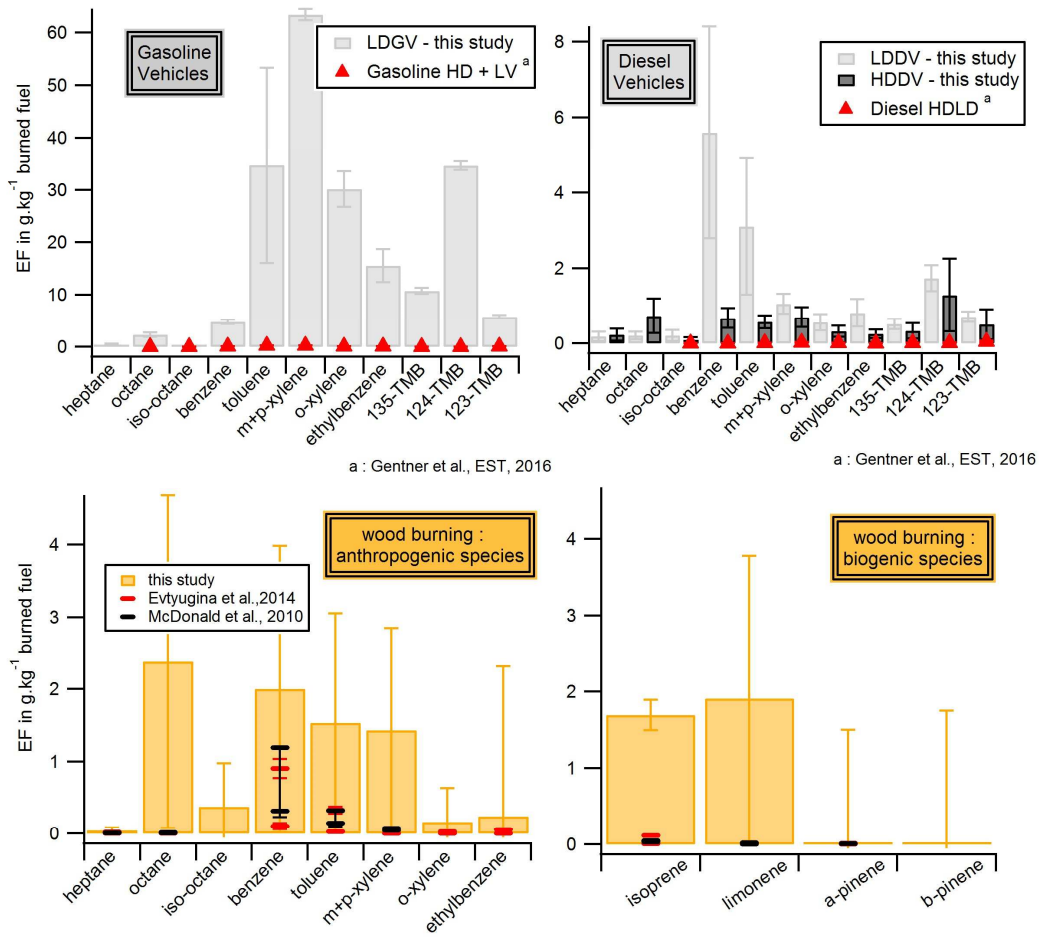 Gasoline
Vehicles
LDGV - this study
Gasoline HD + LV a
EF in g.kg-1 burned fuel
60
50
40
30
20
10
0
heptane
octane
iso-octane
benzene
toluene
m+p-xylene
o-xylene
ethylbenzene
135-TMB
124-TMB
123-TMB
a : Gentner et al., EST, 2016
Diesel
Vehicles
LDDV - this study
HDDV - this study
Diesel HDLD a
8
6
4
2
0
heptane
octane
iso-octane
benzene
toluene
m+p-xylene
o-xylene
ethylbenzene
135-TMB
124-TMB
123-TMB
a : Gentner et al., EST, 2016
wood burning :
anthropogenic species
this study
Evtyugina et al.,2014
McDonald et al., 2010
EF in g.kg-1 burned fuel
4
3
2
1
0
heptane
octane
iso-octane
benzene
toluene
m+p-xylene
o-xylene
ethylbenzene
wood burning :
biogenic species
4
3
2
1
0
isoprene
limonene
a-pinene
b-pinene